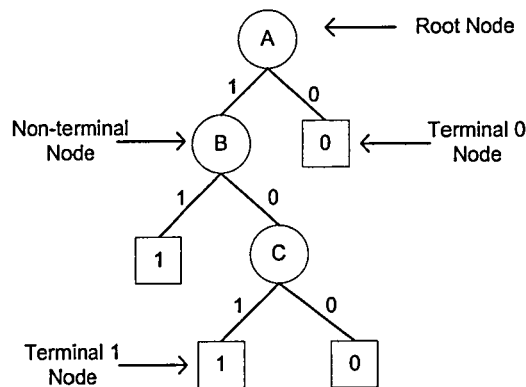 A
Root Node
1
0
Non-terminal
Node
B
0
Terminal 0
Node
1
0
1
C
1
0
Terminal 1
Node
1
0